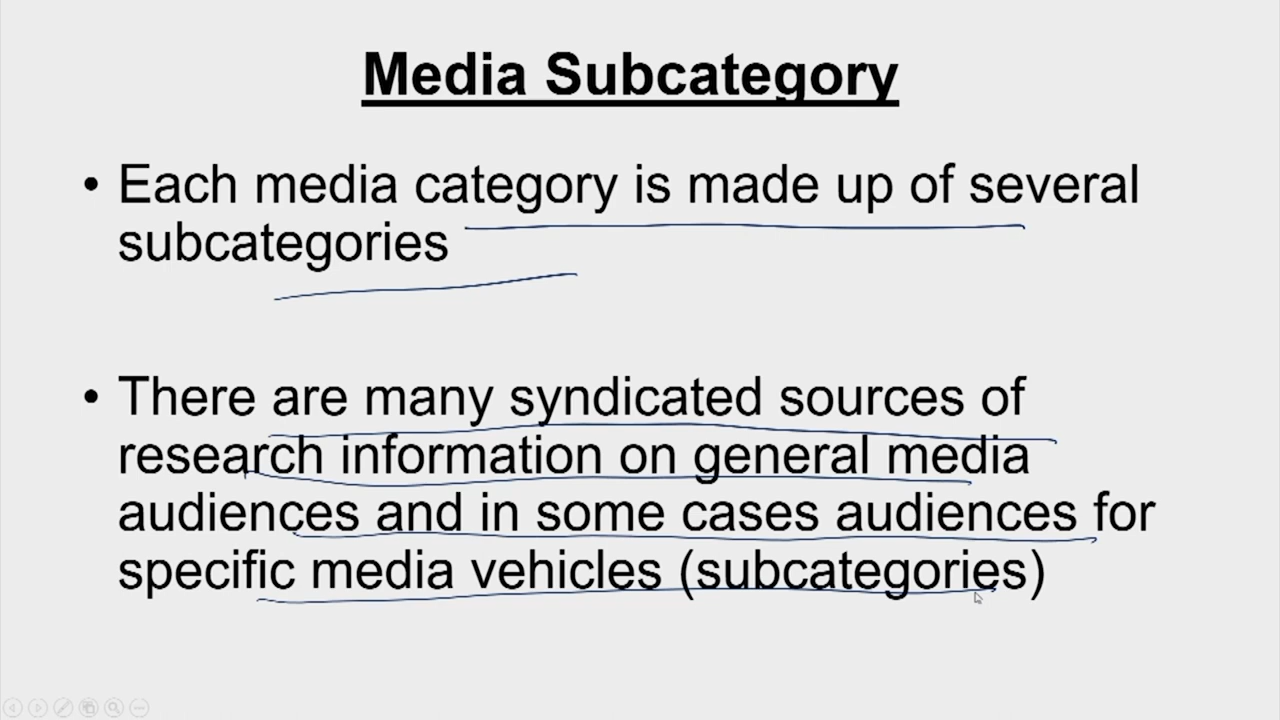 Media Subcategory
• Each media category is made up of several
subcategories
• There are many syndicated sources of
research information on general media
audiences and in some cases audiences for
specific media vehicles (subcategories)